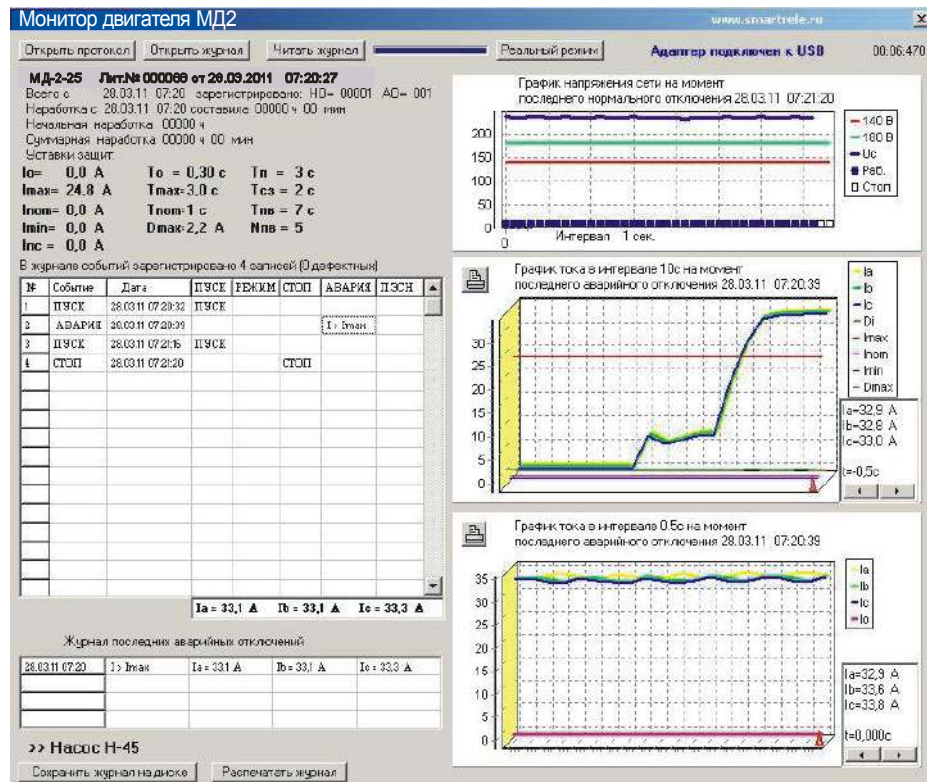 Монитор двигателя МД2
www.smartrele.ru
Открыть протокол Открыть журнал Читать журнал Реальный режим Адаптер подключен к USB 00:06:470
МД-2-25 Лит.№ 000069 от 28.03.2011 07:20:27
Всего с 28.03.11 07:20 зарегистрировано: НО- 00001 АО- 001
Наработка с 28.03.11 07:20 составила 00000 ч 00 мин
Начальная наработка 00000 ч
Суммарная наработка 00000 ч 00 мин
Уставки защит:
Io= 0,0 А To = 0,30 с Тп = 3 с
Imax= 24.8 А Tmax=3.0 с Тсз = 2 с
Inom= 0,0 А Tnom=1 с Тпв = 7 с
Imin= 0,0 А Dmax=2,2 А Nпв = 5
Inc = 0,0 А
В журнале событий зарегистрировано 4 записей (0 дефектных)
№ Событие Дата ПУСК РЕЖИМ СТОП АВАРИЯ ПЭСН
1 ПУСК 28.03.11 07:20:32 ПУСК
2 АВАРИЯ 28.03.11 07:20:39 I > Iмах
3 ПУСК 28.03.11 07:21:16 ПУСК
4 СТОП 28.03.11 07:21:20 СТОП
Ia = 33,1 А Ib = 33,1 А Ic = 33,3 А
Журнал последних аварийных отключений
28.03.11 07:20 I > Iмах Ia = 33,1 А Ib = 33,1 А Ic = 33,3 А
>> Насос Н-45
Сохранить журнал на диске Распечатать журнал
График напряжения сети на момент
последнего нормального отключения 28.03.11 07:21:20
200
150
100
50
0
0
Интервал 1 сек.
140 В
180 В
Uc
Раб.
Стоп
График тока в интервале 10с на момент
последнего аварийного отключения 28.03.11 07:20:39
30
25
20
15
10
5
0
Ia
Ib
Ic
Di
Imax
Inom
Imin
Dmax
Ia=32,9 А
Ib=32,8 А
Ic=33,0 А
t=-0,5с
График тока в интервале 0.5с на момент
последнего аварийного отключения 28.03.11 07:20:39
35
30
25
20
15
10
5
0
Ia
Ib
Ic
Io
Ia=32,9 А
Ib=33,6 А
Ic=33,8 А
t=0,000с